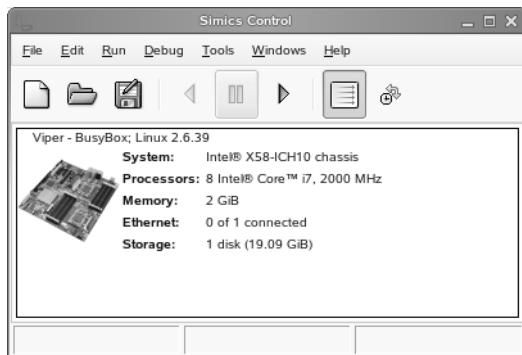 Simics Control
File Edit Run Debug Tools Windows Help
Viper - BusyBox; Linux 2.6.39
System: Intel® X58-ICH10 chassis
Processors: 8 Intel® Core™ i7, 2000 MHz
Memory: 2 GiB
Ethernet: 0 of 1 connected
Storage: 1 disk (19.09 GiB)